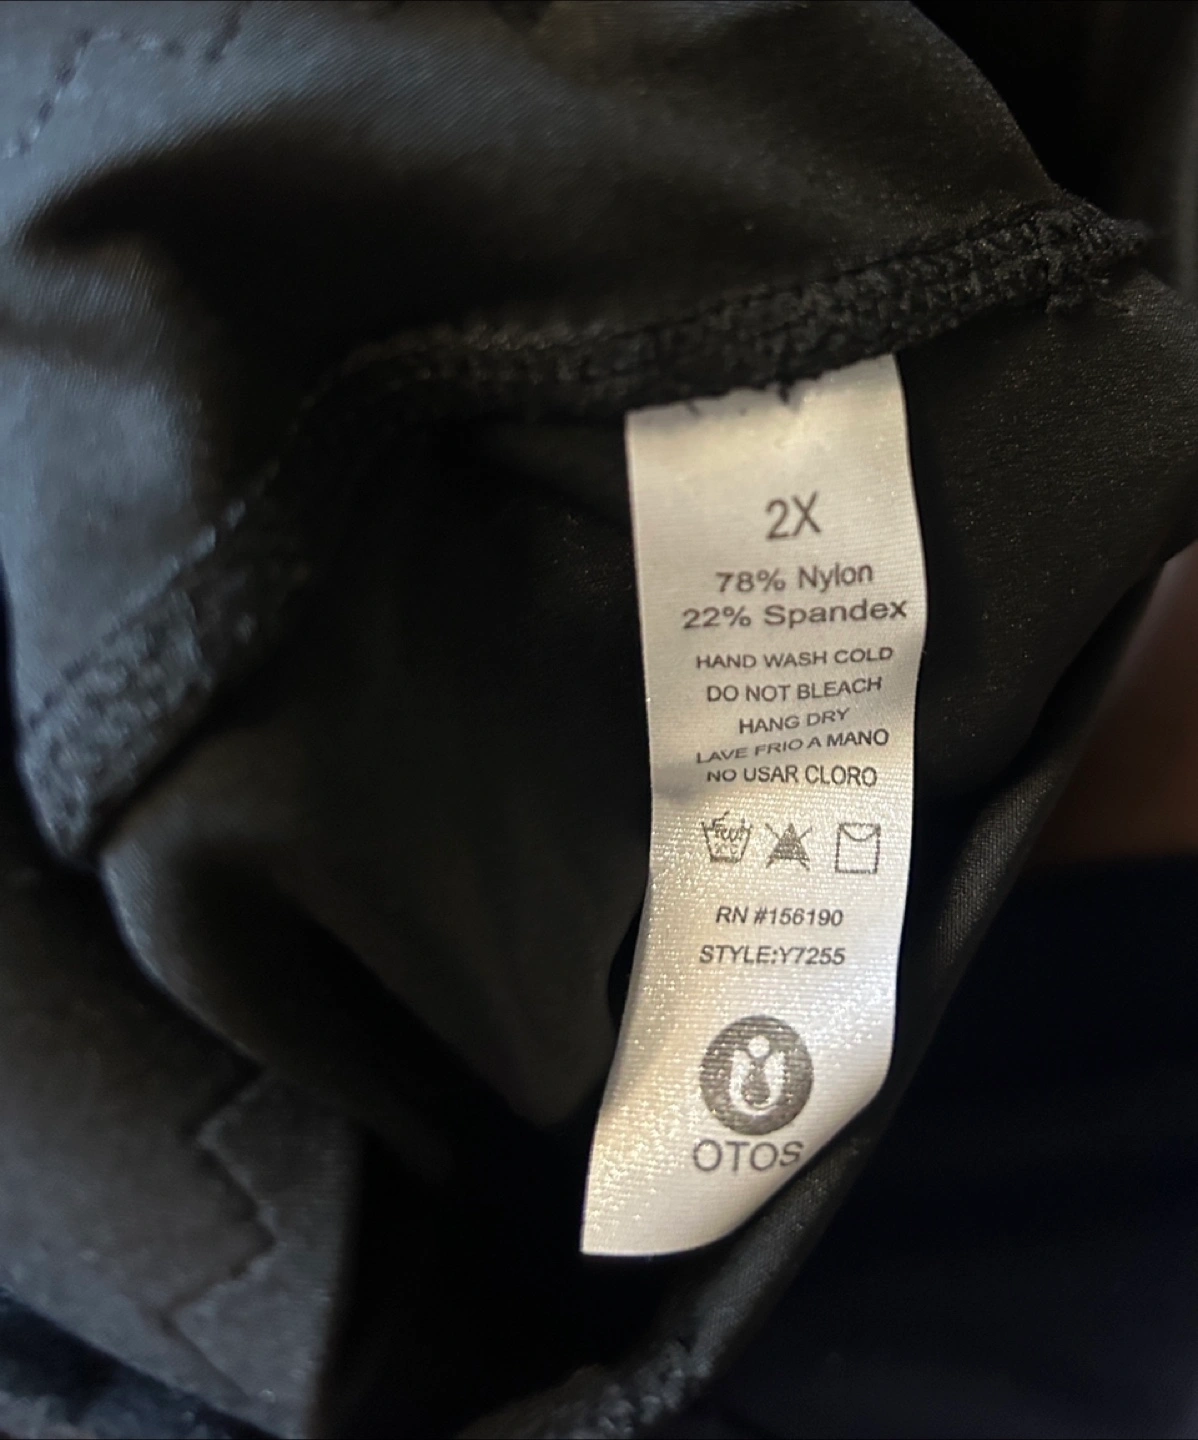 2X
78% Nylon
22% Spandex
HAND WASH COLD
DO NOT BLEACH
HANG DRY
LAVE FRIO A MANO
NO USAR CLORO
RN #156190
STYLE:Y7255
OTOS